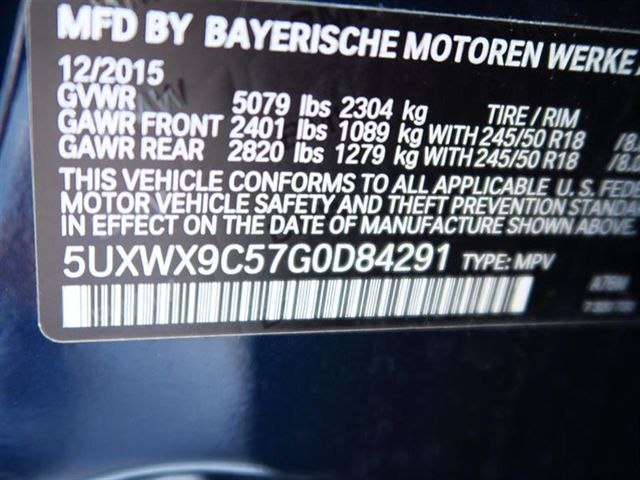 MFD BY BAYERISCHE MOTOREN WERKE
12/2015
GVWR 5079 lbs 2304 kg TIRE / RIM
GAWR FRONT 2401 lbs 1089 kg WITH 245/50 R18 /8.
GAWR REAR 2820 lbs 1279 kg WITH 245/50 R18 /8.
THIS VEHICLE CONFORMS TO ALL APPLICABLE U.S. FED
MOTOR VEHICLE SAFETY AND THEFT PREVENTION STANDA
IN EFFECT ON THE DATE OF MANUFACTURE SHOWN ABOVE.
5UXWX9C57G0D84291 TYPE: MPV